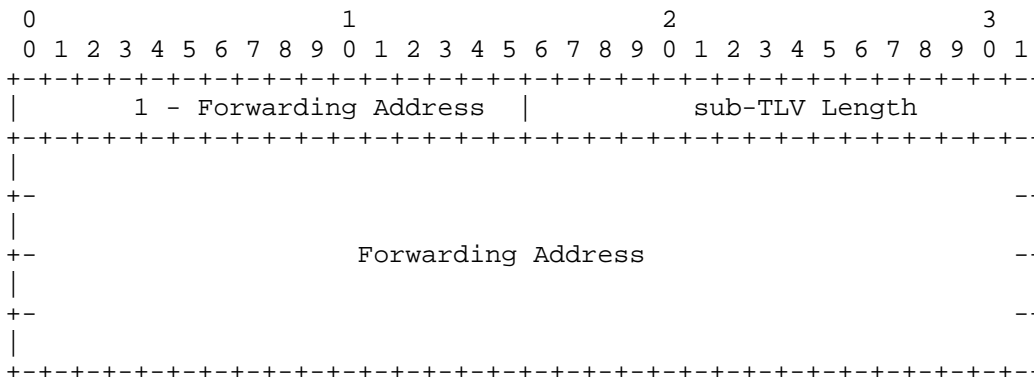 0                   1                   2                   3
 0 1 2 3 4 5 6 7 8 9 0 1 2 3 4 5 6 7 8 9 0 1 2 3 4 5 6 7 8 9 0 1
+-+-+-+-+-+-+-+-+-+-+-+-+-+-+-+-+-+-+-+-+-+-+-+-+-+-+-+-+-+-+-+--
|       1 - Forwarding Address  |          sub-TLV Length
+-+-+-+-+-+-+-+-+-+-+-+-+-+-+-+-+-+-+-+-+-+-+-+-+-+-+-+-+-+-+-+--
|
+-                                                             --
|
+-                    Forwarding Address                       --
|
+-                                                             --
|
+-+-+-+-+-+-+-+-+-+-+-+-+-+-+-+-+-+-+-+-+-+-+-+-+-+-+-+-+-+-+-+--